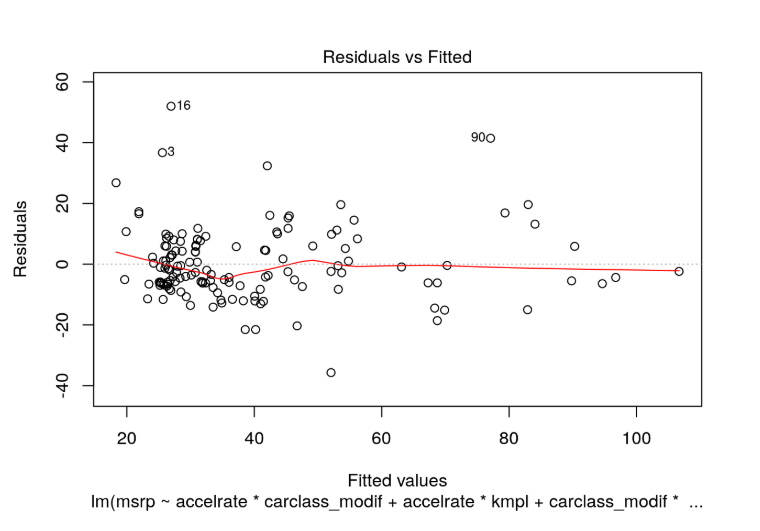 Residuals vs Fitted
Residuals
60
40
20
0
-20
-40
16
3
90
20 40 60 80 100
Fitted values
lm(msrp ~ accelrate * carclass_modif + accelrate * kmpl + carclass_modif * ...